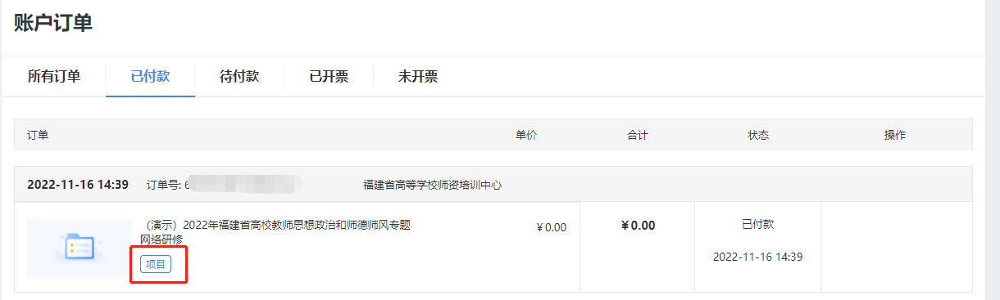 账户订单
所有订单 已付款 待付款 已开票 未开票
订单 单价 合计 状态 操作
2022-11-16 14:39 订单号: 6 福建省高等学校师资培训中心
（演示）2022年福建省高校教师思想政治和师德师风专题 ￥0.00 ￥0.00 已付款
网络研修
项目 2022-11-16 14:39